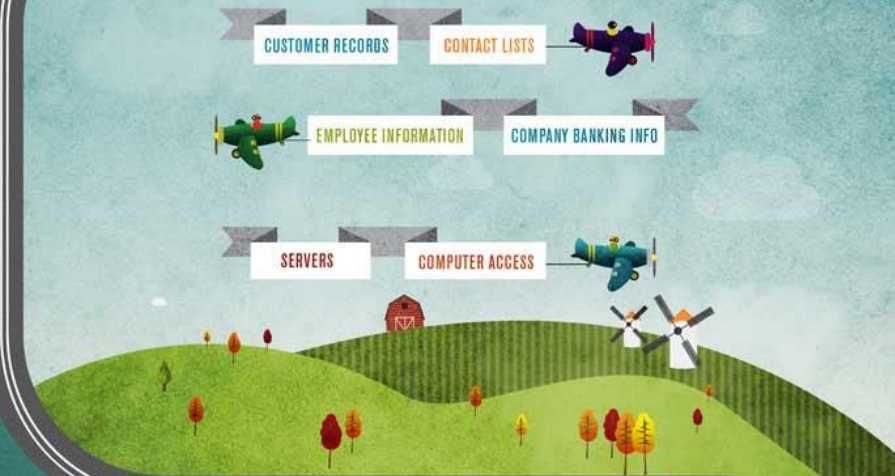 CUSTOMER RECORDS CONTACT LISTS
EMPLOYEE INFORMATION COMPANY BANKING INFO
SERVERS COMPUTER ACCESS